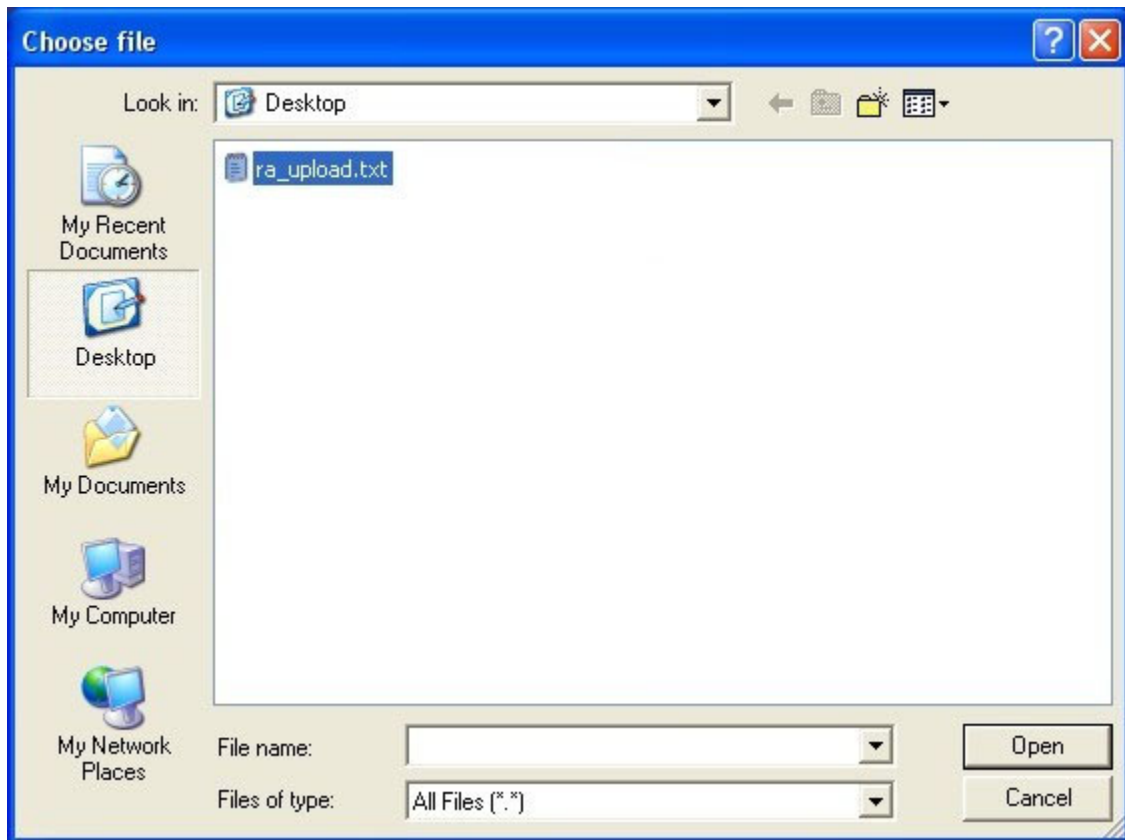 Choose file
Look in:
Desktop
ra_upload.txt
My Recent
Documents
Desktop
My Documents
My Computer
My Network
Places
File name:
Open
Files of type:
All Files (*.*)
Cancel